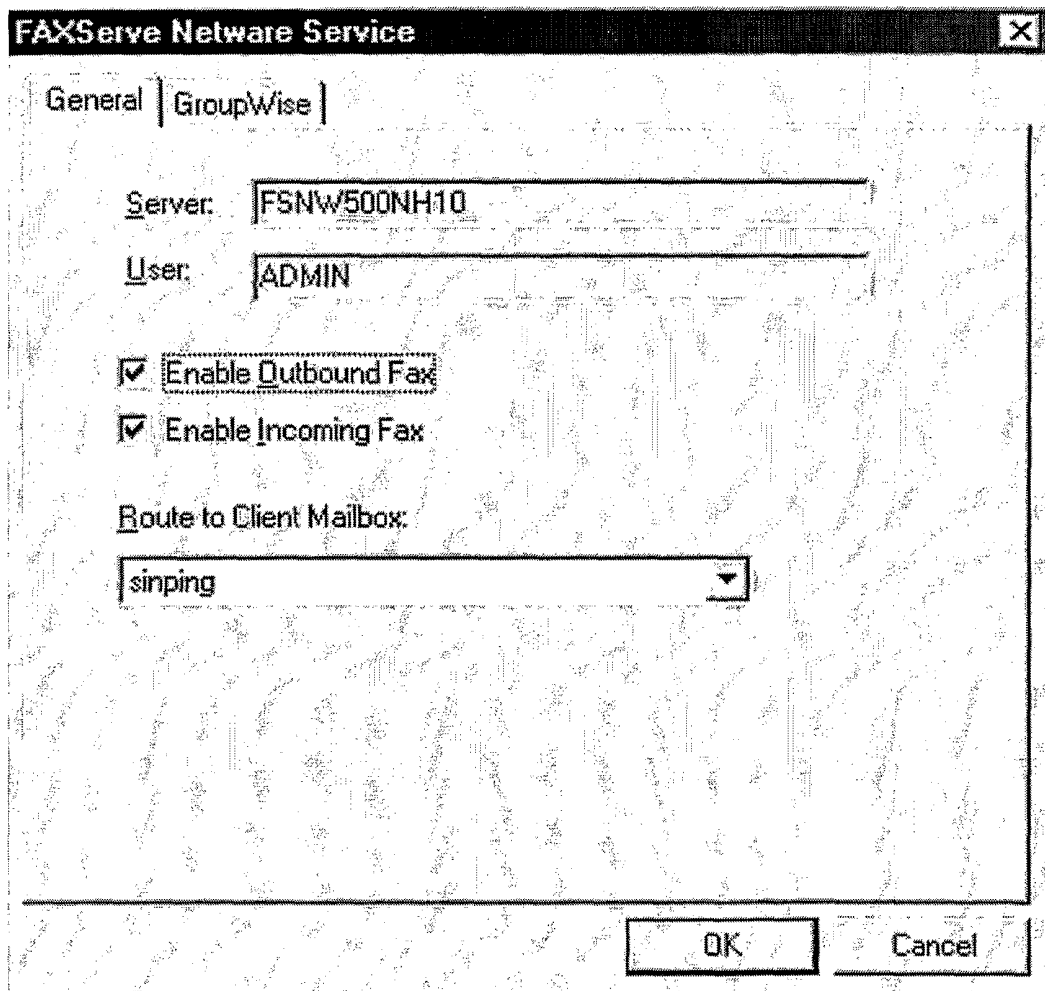 FAXServe Netware Service
General GroupWise
Server: FSNW500NH10
User: ADMIN
Enable Outbound Fax
Enable Incoming Fax
Route to Client Mailbox:
sinping
OK Cancel